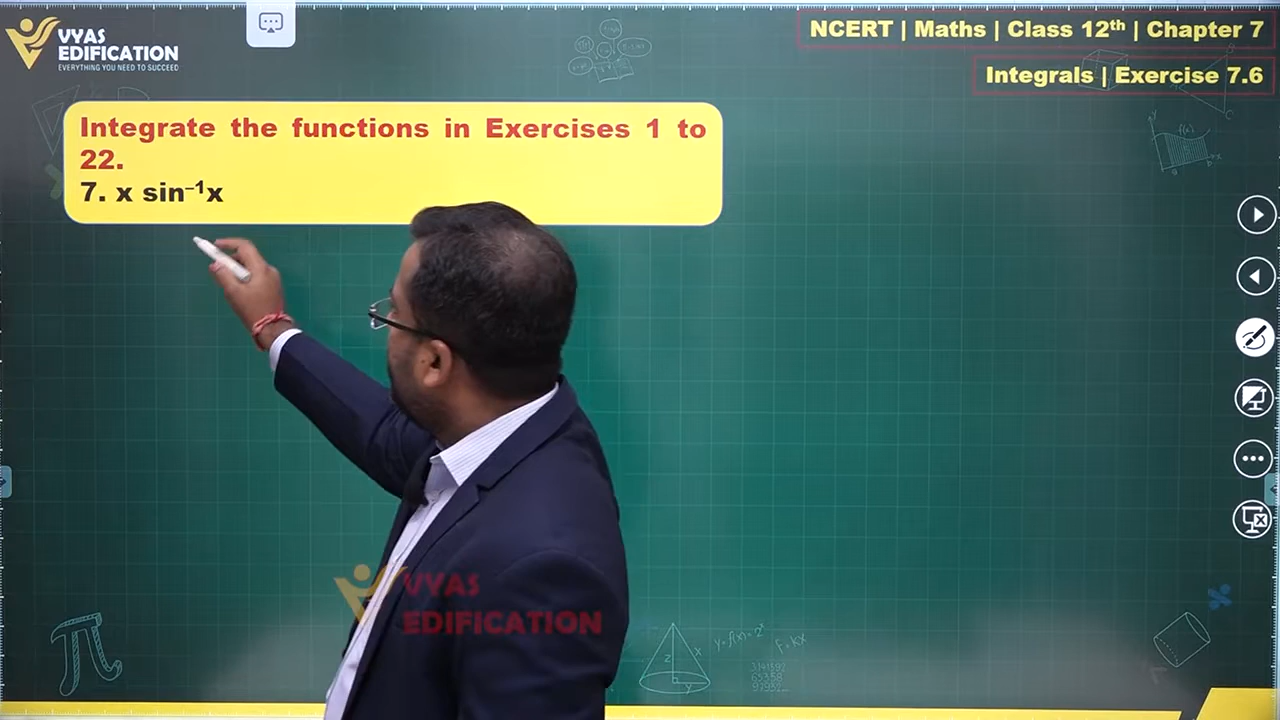 VYAS
EDIFICATION
EVERYTHING YOU NEED TO SUCCEED
NCERT | Maths | Class 12th | Chapter 7
Integrals | Exercise 7.6
Integrate the functions in Exercises 1 to
22.
7. x sin⁻¹x
VYAS
EDIFICATION